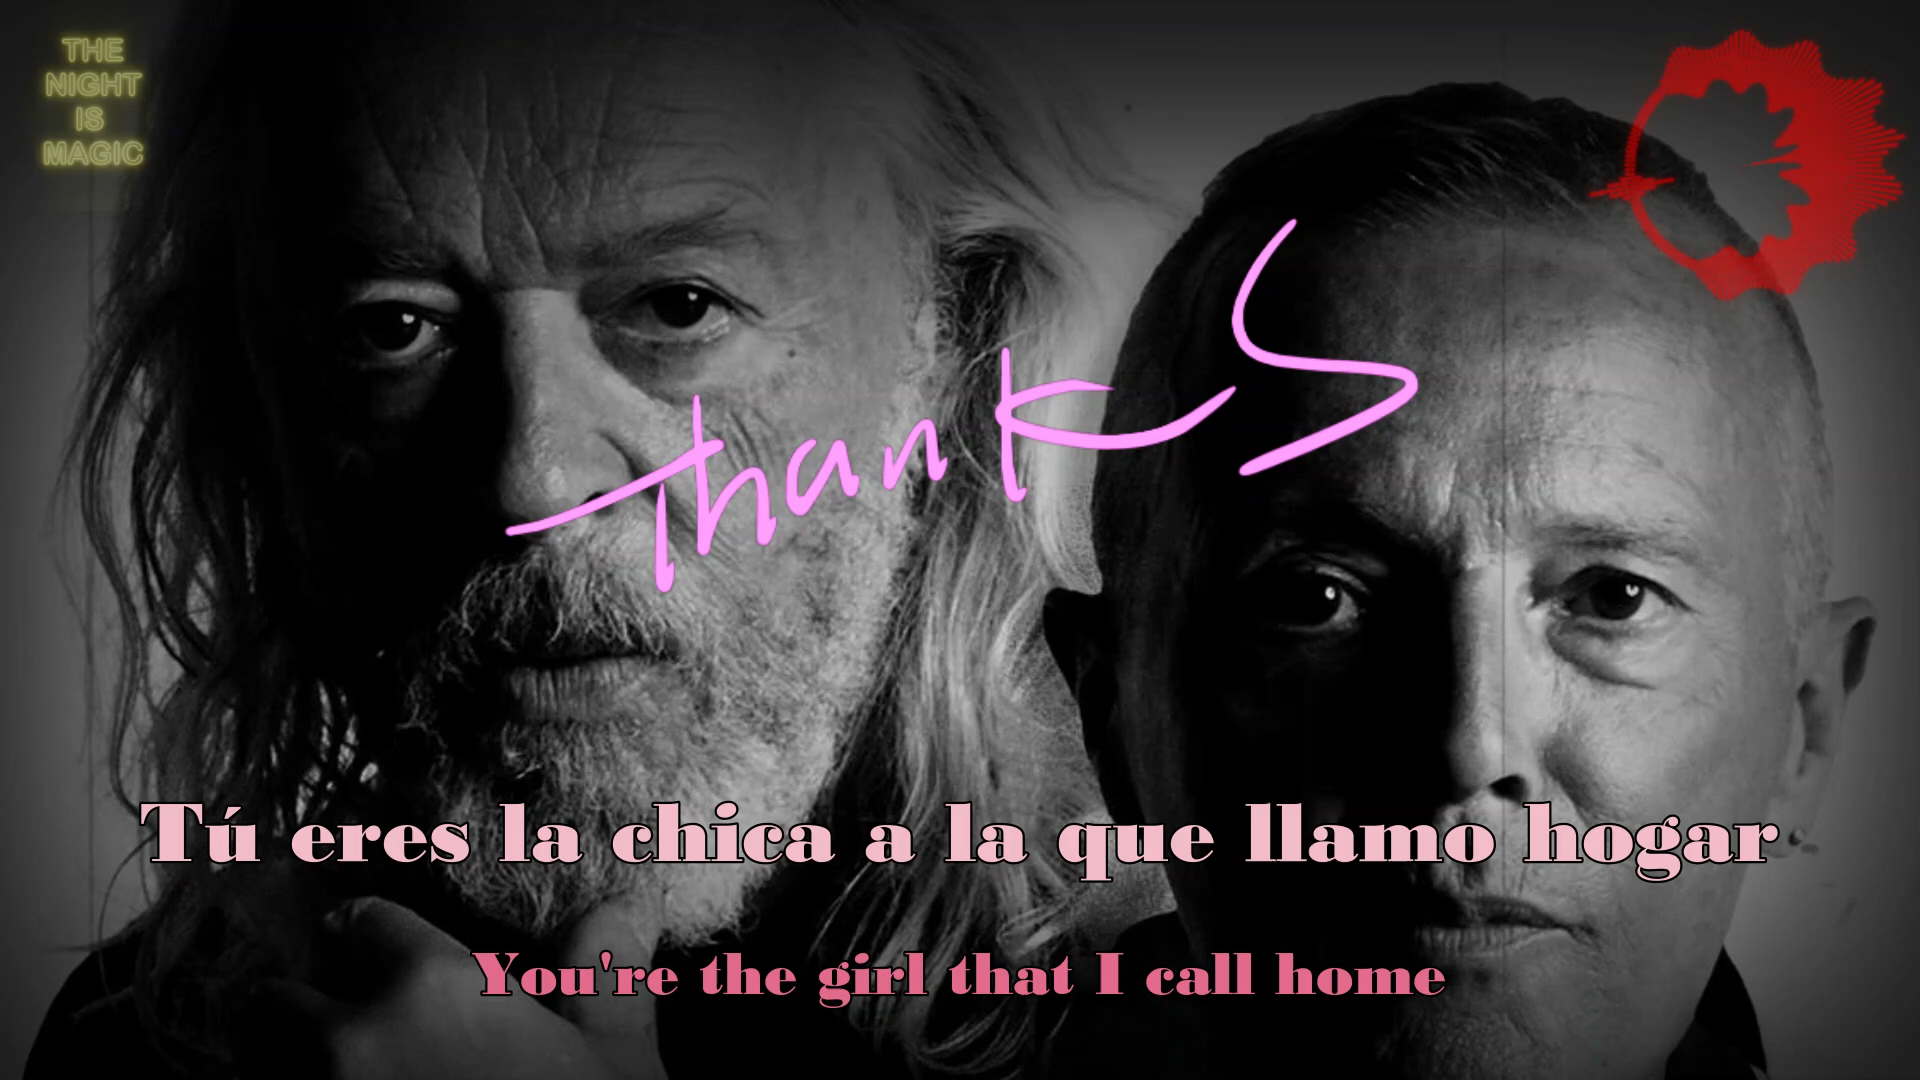 THE
NIGHT
IS
MAGIC
Thanks
Tú eres la chica a la que llamo hogar
You're the girl that I call home